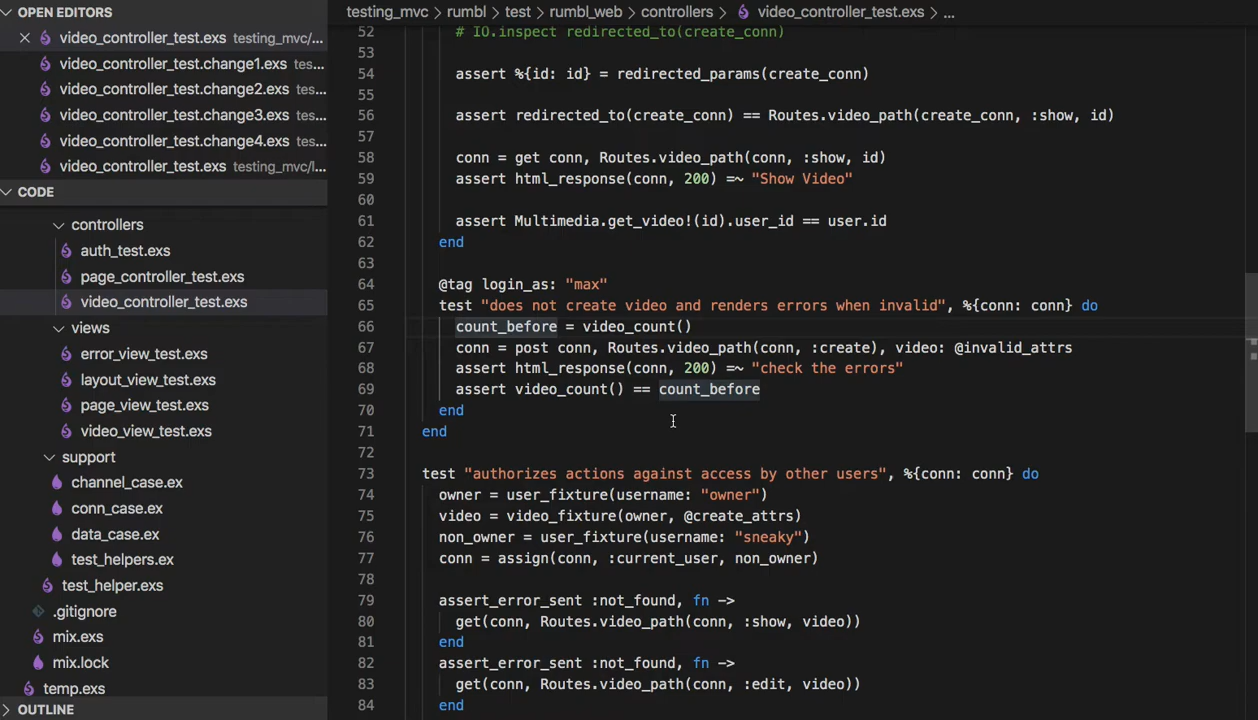 OPEN EDITORS
video_controller_test.exs testing_mvc/...
video_controller_test.change1.exs tes...
video_controller_test.change2.exs tes...
video_controller_test.change3.exs tes...
video_controller_test.change4.exs tes...
video_controller_test.exs testing_mvc/l...
CODE
controllers
auth_test.exs
page_controller_test.exs
video_controller_test.exs
views
error_view_test.exs
layout_view_test.exs
page_view_test.exs
video_view_test.exs
support
channel_case.ex
conn_case.ex
data_case.ex
test_helpers.ex
test_helper.exs
.gitignore
mix.exs
mix.lock
temp.exs
OUTLINE
testing_mvc > rumbl > test > rumbl_web > controllers > video_controller_test.exs > ...
52 # IO.inspect redirected_to(create_conn)
53
54 assert %{id: id} = redirected_params(create_conn)
55
56 assert redirected_to(create_conn) == Routes.video_path(create_conn, :show, id)
57
58 conn = get conn, Routes.video_path(conn, :show, id)
59 assert html_response(conn, 200) =~ "Show Video"
60
61 assert Multimedia.get_video!(id).user_id == user.id
62 end
63
64 @tag login_as: "max"
65 test "does not create video and renders errors when invalid", %{conn: conn} do
66 count_before = video_count()
67 conn = post conn, Routes.video_path(conn, :create), video: @invalid_attrs
68 assert html_response(conn, 200) =~ "check the errors"
69 assert video_count() == count_before
70 end
71 end
72
73 test "authorizes actions against access by other users", %{conn: conn} do
74 owner = user_fixture(username: "owner")
75 video = video_fixture(owner, @create_attrs)
76 non_owner = user_fixture(username: "sneaky")
77 conn = assign(conn, :current_user, non_owner)
78
79 assert_error_sent :not_found, fn ->
80 get(conn, Routes.video_path(conn, :show, video))
81 end
82 assert_error_sent :not_found, fn ->
83 get(conn, Routes.video_path(conn, :edit, video))
84 end